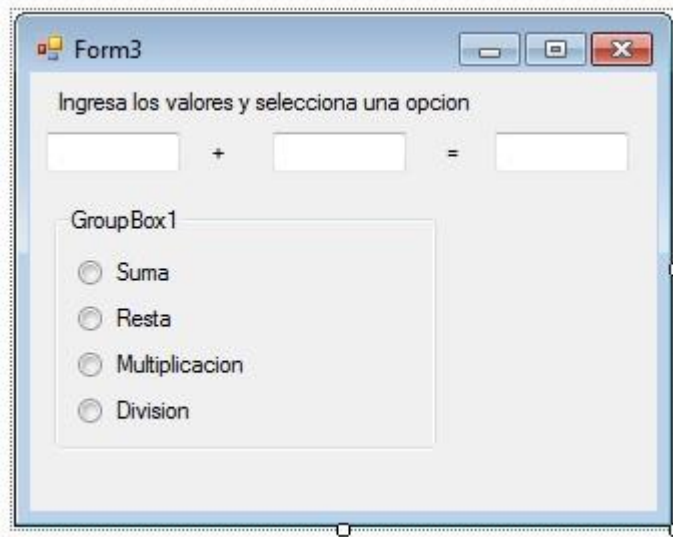 Form3
Ingresa los valores y selecciona una opcion
+ =
GroupBox1
Suma
Resta
Multiplicacion
Division